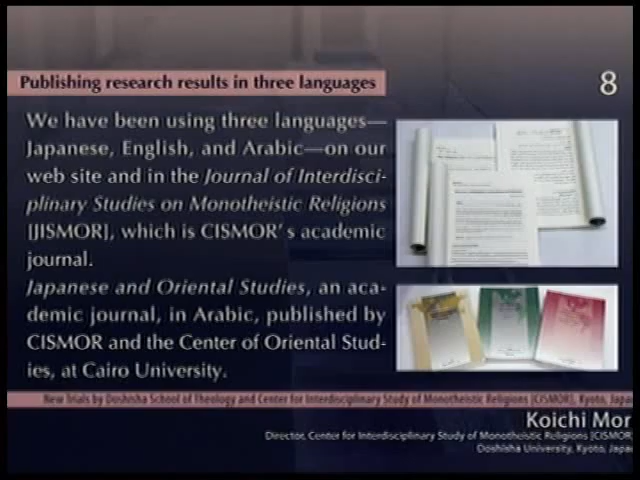 Publishing research results in three languages
8
We have been using three languages—
Japanese, English, and Arabic—on our
web site and in the Journal of Interdisci-
plinary Studies on Monotheistic Religions
[JISMOR], which is CISMOR's academic
journal.
Japanese and Oriental Studies, an aca-
demic journal, in Arabic, published by
CISMOR and the Center of Oriental Stud-
ies, at Cairo University.
New Trials by Doshisha School of Theology and Center for Interdisciplinary Study of Monotheistic Religions [CISMOR], Kyoto, Japa
Koichi Mor
Director, Center for Interdisciplinary Study of Monotheistic Religions [CISMOR]
Doshisha University, Kyoto, Japa